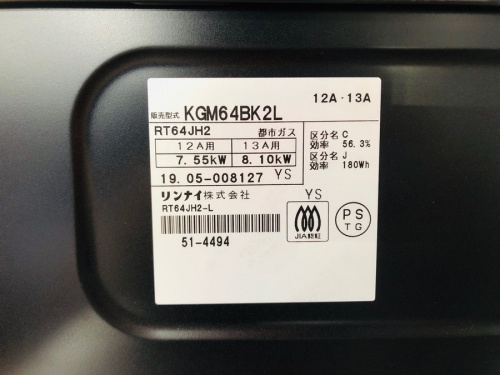 12A・13A
販売型式 KGM64BK2L
RT64JH2 都市ガス
12A用 13A用
7.55kW 8.10kW
区分名 C
効率 56.3%
区分名 J
効率 180Wh
19.05-008127 YS
リンナイ株式会社 YS
RT64JH2-L
51-4494
JIA
PS
TG